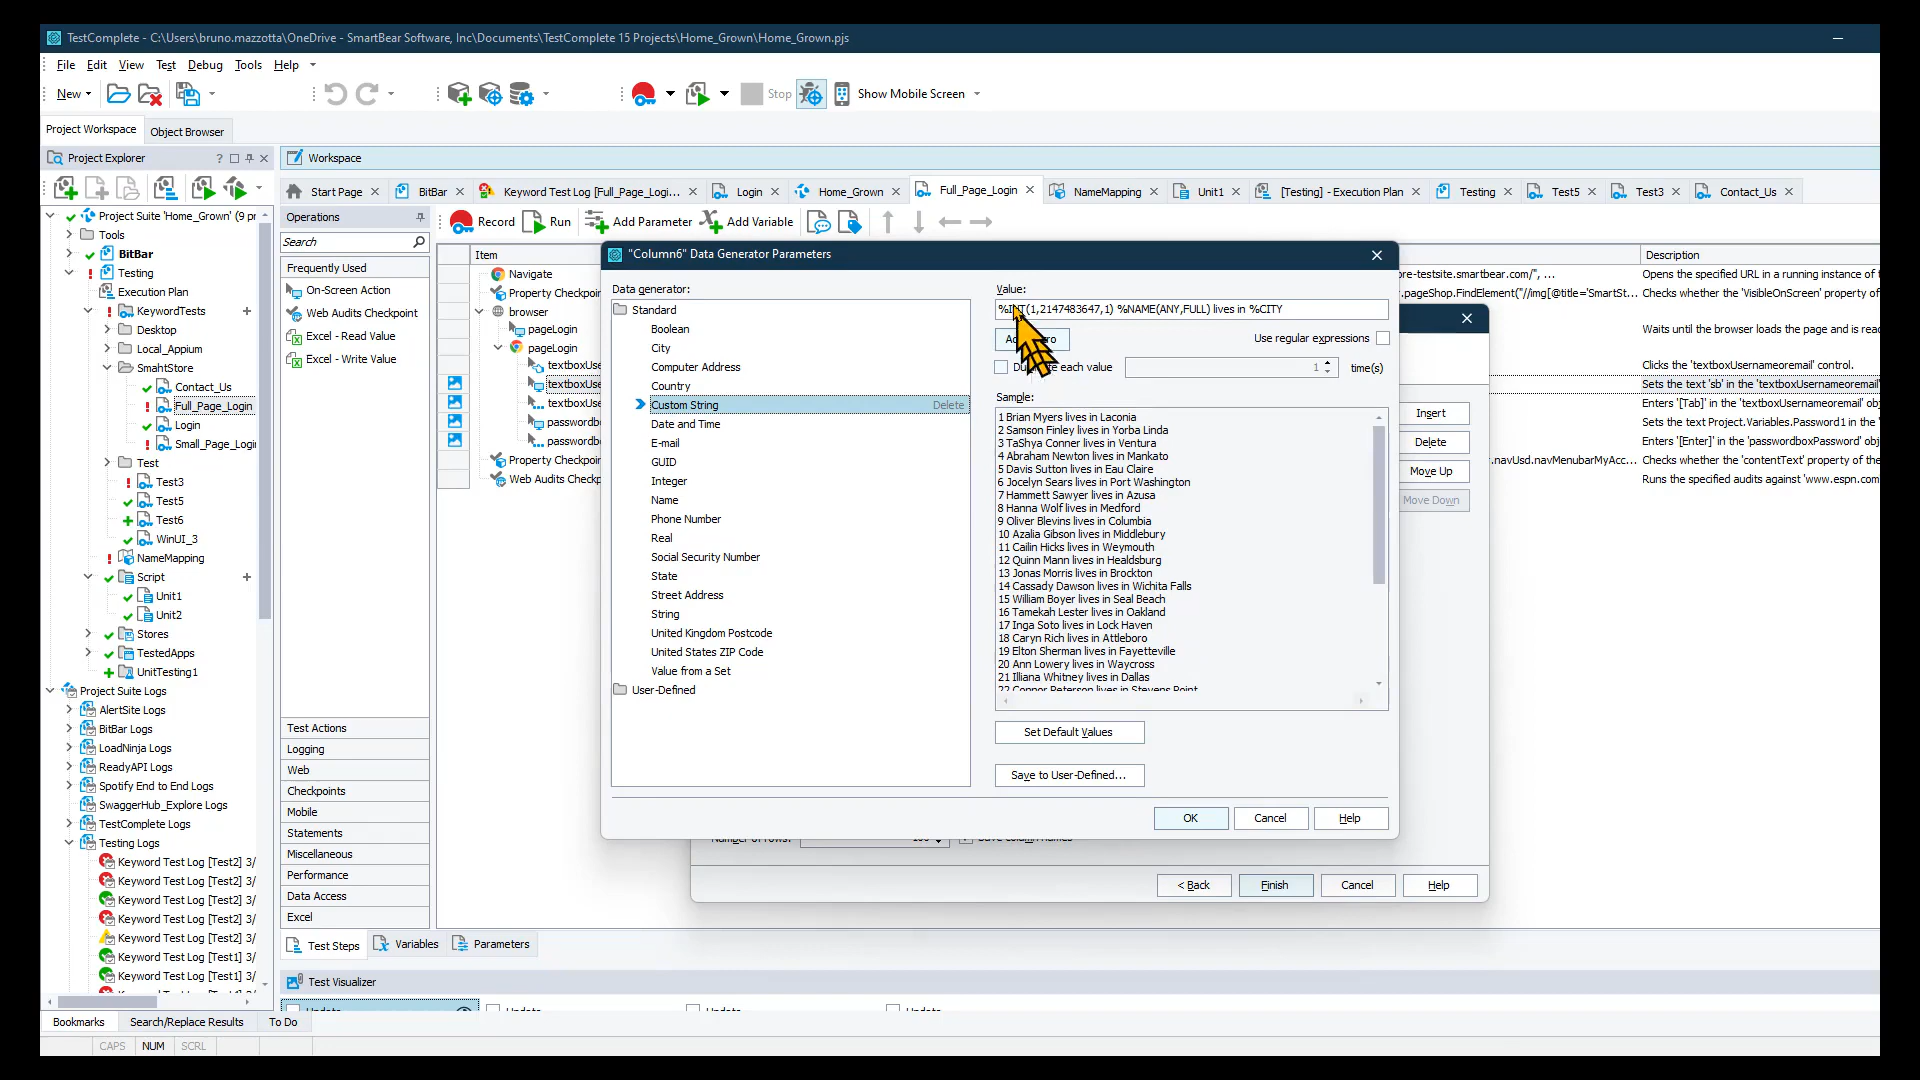 TestComplete - C:\Users\bruno.mazzotta\OneDrive - SmartBear Software, Inc\Documents\TestComplete 15 Projects\Home_Grown\Home_Grown.pjs
File Edit View Test Debug Tools Help
New Stop Show Mobile Screen
Project Workspace Object Browser
Project Explorer
Workspace
Start Page BitBar Keyword Test Log [Full_Page_Logi... Login Home_Grown Full_Page_Login NameMapping Unit1 [Testing] - Execution Plan Testing Test5 Test3 Contact_Us
Project Suite 'Home_Grown' (9 pr
Tools
BitBar
Testing
Execution Plan
KeywordTests
Desktop
Local_Appium
SmahtStore
Contact_Us
Full_Page_Login
Login
Small_Page_Logi
Test
Test3
Test5
Test6
WinUI_3
NameMapping
Script
Unit1
Unit2
Stores
TestedApps
UnitTesting1
Project Suite Logs
AlertSite Logs
BitBar Logs
LoadNinja Logs
ReadyAPI Logs
Spotify End to End Logs
SwaggerHub_Explore Logs
TestComplete Logs
Testing Logs
Keyword Test Log [Test2] 3/
Keyword Test Log [Test2] 3/
Keyword Test Log [Test2] 3/
Keyword Test Log [Test2] 3/
Keyword Test Log [Test2] 3/
Keyword Test Log [Test1] 3/
Keyword Test Log [Test1] 3/
Bookmarks Search/Replace Results To Do
CAPS NUM SCRL
Operations
Search
Frequently Used
On-Screen Action
Web Audits Checkpoint
Excel - Read Value
Excel - Write Value
Test Actions
Logging
Web
Checkpoints
Mobile
Statements
Miscellaneous
Performance
Data Access
Excel
Record Run Add Parameter Add Variable
Item
Navigate
Property Checkpoin
browser
pageLogin
pageLogin
textboxUse
textboxUse
textboxUse
passwordbo
passwordbo
Property Checkpoin
Web Audits Checkp
Test Steps Variables Parameters
Test Visualizer
"Column6" Data Generator Parameters
Data generator:
Standard
Boolean
City
Computer Address
Country
Custom String Delete
Date and Time
E-mail
GUID
Integer
Name
Phone Number
Real
Social Security Number
State
Street Address
String
United Kingdom Postcode
United States ZIP Code
Value from a Set
User-Defined
Value:
%INT(1,2147483647,1) %NAME(ANY,FULL) lives in %CITY
Use regular expressions
each value 1 time(s)
Sample:
1 Brian Myers lives in Laconia
2 Samson Finley lives in Yorba Linda
3 TaShya Conner lives in Ventura
4 Abraham Newton lives in Mankato
5 Davis Sutton lives in Eau Claire
6 Jocelyn Sears lives in Port Washington
7 Hammett Sawyer lives in Azusa
8 Hanna Wolf lives in Medford
9 Oliver Blevins lives in Columbia
10 Azalia Gibson lives in Middlebury
11 Cailin Hicks lives in Weymouth
12 Quinn Mann lives in Healdsburg
13 Jonas Morris lives in Brockton
14 Cassady Dawson lives in Wichita Falls
15 William Boyer lives in Seal Beach
16 Tamekah Lester lives in Oakland
17 Inga Soto lives in Lock Haven
18 Caryn Rich lives in Attleboro
19 Elton Sherman lives in Fayetteville
20 Ann Lowery lives in Waycross
21 Illiana Whitney lives in Dallas
22 Connor Peterson lives in Stevens Point
Set Default Values
Save to User-Defined...
OK Cancel Help
Insert
Delete
Move Up
Move Down
< Back Finish Cancel Help
Description
ore-testsite.smartbear.com/", ... Opens the specified URL in a running instance of t
.pageShop.FindElement("//img[@title='SmartSt... Checks whether the 'VisibleOnScreen' property of
Waits until the browser loads the page and is read
Clicks the 'textboxUsernameoremail' control.
Sets the text 'sb' in the 'textboxUsernameoremail'
Enters '[Tab]' in the 'textboxUsernameoremail' obj
Sets the text Project.Variables.Password1 in the '
Enters '[Enter]' in the 'passwordboxPassword' obj
r.navUsd.navMenubarMyAcc... Checks whether the 'contentText' property of the
Runs the specified audits against 'www.espn.com